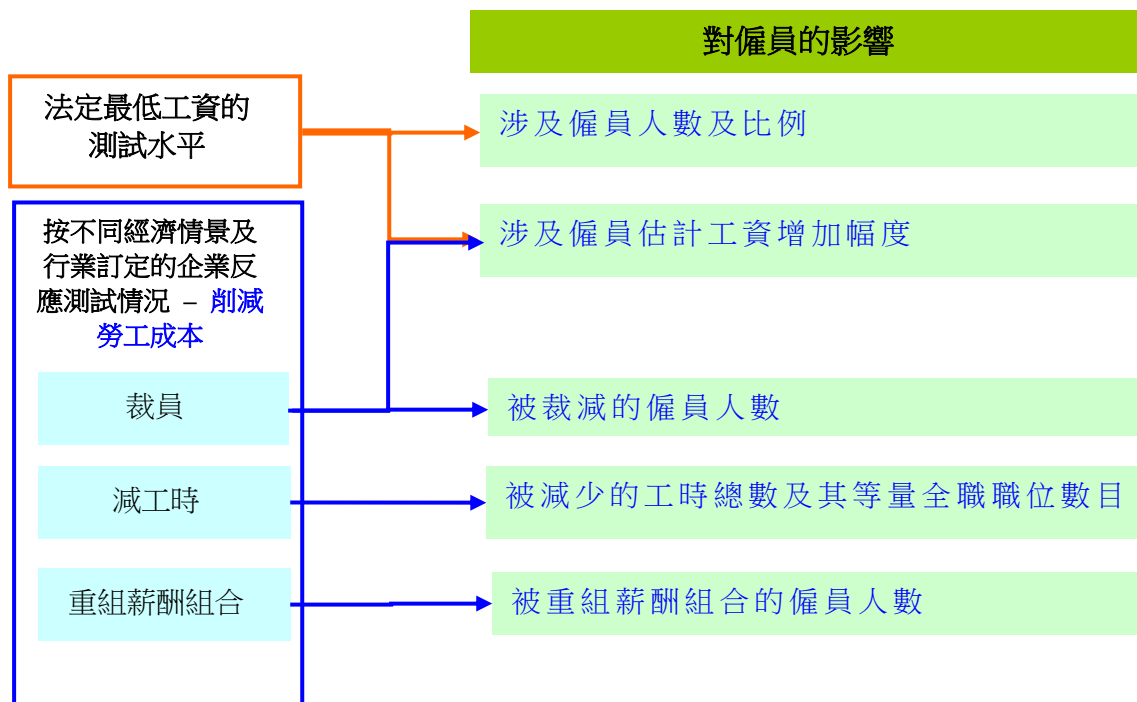 對僱員的影響
法定最低工資的
測試水平
涉及僱員人數及比例
按不同經濟情景及
行業訂定的企業反
應測試情況 – 削減
勞工成本
涉及僱員估計工資增加幅度
裁員
被裁減的僱員人數
減工時
被減少的工時總數及其等量全職職位數目
重組薪酬組合
被重組薪酬組合的僱員人數